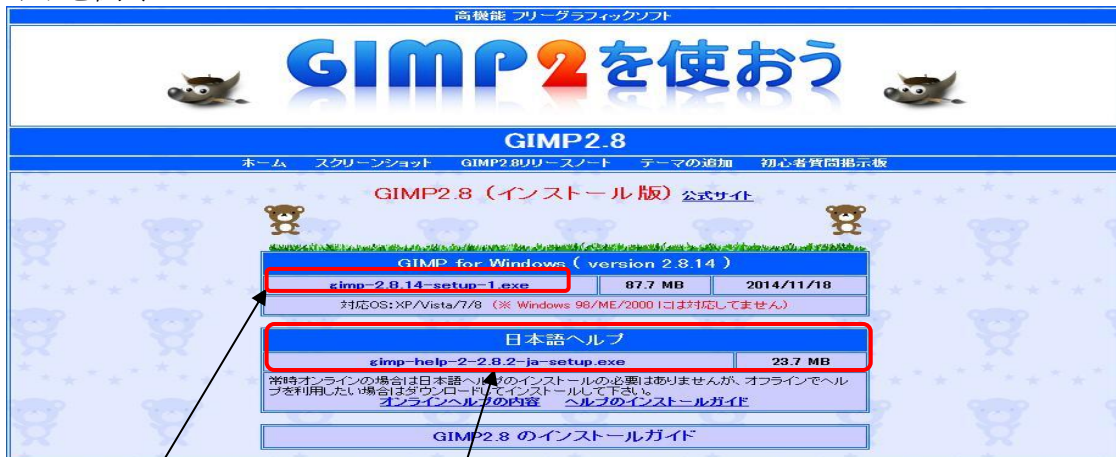 高機能 フリーグラフィックソフト
GIMP2を使おう
GIMP2.8
ホーム スクリーンショット GIMP2.8リリースノート テーマの追加 初心者質問掲示板
GIMP2.8（インストール版） 公式サイト
GIMP for Windows ( version 2.8.14 )
gimp-2.8.14-setup-1.exe 87.7 MB 2014/11/18
対応OS:XP/Vista/7/8 (※ Windows 98/ME/2000 には対応してません)
日本語ヘルプ
gimp-help-2-2.8.2-ja-setup.exe 23.7 MB
常時オンラインの場合は日本語ヘルプのインストールの必要はありませんが、オフラインでヘル
プを利用したい場合はダウンロードしてインストールして下さい。
オンラインヘルプの内容 ヘルプのインストールガイド
GIMP2.8 のインストールガイド